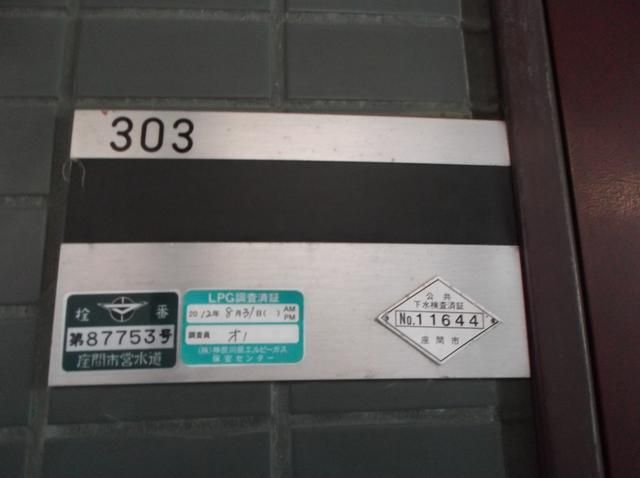 303
栓番
第87753号
座間市営水道
LPG調査済証
2012年8月31日( ) AM PM
調査員
(株)神奈川県エルピーガス
保安センター
公共
下水検査済証
No.11644
座間市